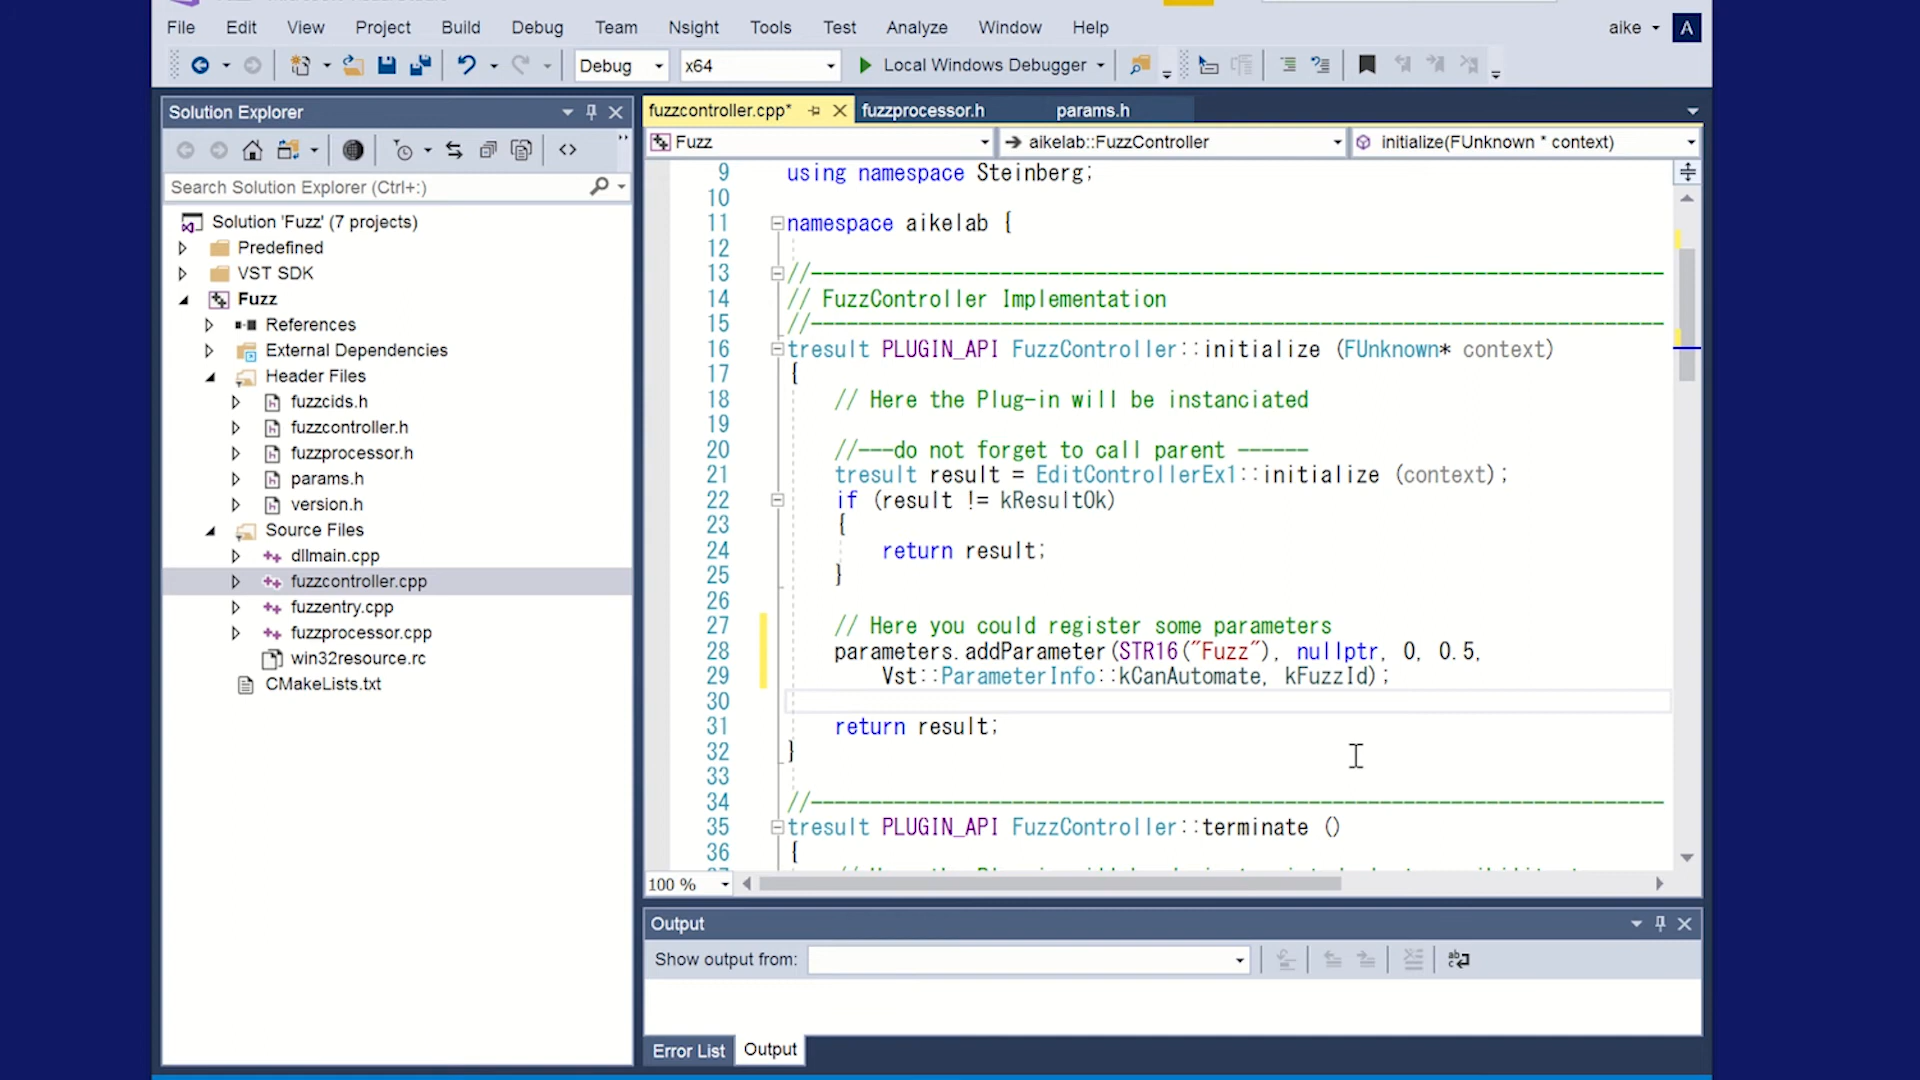 File Edit View Project Build Debug Team Nsight Tools Test Analyze Window Help aike A
Debug x64 Local Windows Debugger
Solution Explorer
Search Solution Explorer (Ctrl+:)
Solution 'Fuzz' (7 projects)
Predefined
VST SDK
Fuzz
References
External Dependencies
Header Files
fuzzcids.h
fuzzcontroller.h
fuzzprocessor.h
params.h
version.h
Source Files
dllmain.cpp
fuzzcontroller.cpp
fuzzentry.cpp
fuzzprocessor.cpp
win32resource.rc
CMakeLists.txt
fuzzcontroller.cpp* fuzzprocessor.h params.h
Fuzz aikelab::FuzzController initialize(FUnknown * context)
9 using namespace Steinberg;
10
11 namespace aikelab {
12
13 //------------------------------------------------------------------------
14 // FuzzController Implementation
15 //------------------------------------------------------------------------
16 tresult PLUGIN_API FuzzController::initialize (FUnknown* context)
17 {
18 // Here the Plug-in will be instanciated
19
20 //---do not forget to call parent ------
21 tresult result = EditControllerEx1::initialize (context);
22 if (result != kResultOk)
23 {
24 return result;
25 }
26
27 // Here you could register some parameters
28 parameters.addParameter(STR16("Fuzz"), nullptr, 0, 0.5,
29 Vst::ParameterInfo::kCanAutomate, kFuzzId);
30
31 return result;
32 }
33
34 //------------------------------------------------------------------------
35 tresult PLUGIN_API FuzzController::terminate ()
36 {
100 %
Output
Show output from:
Error List Output